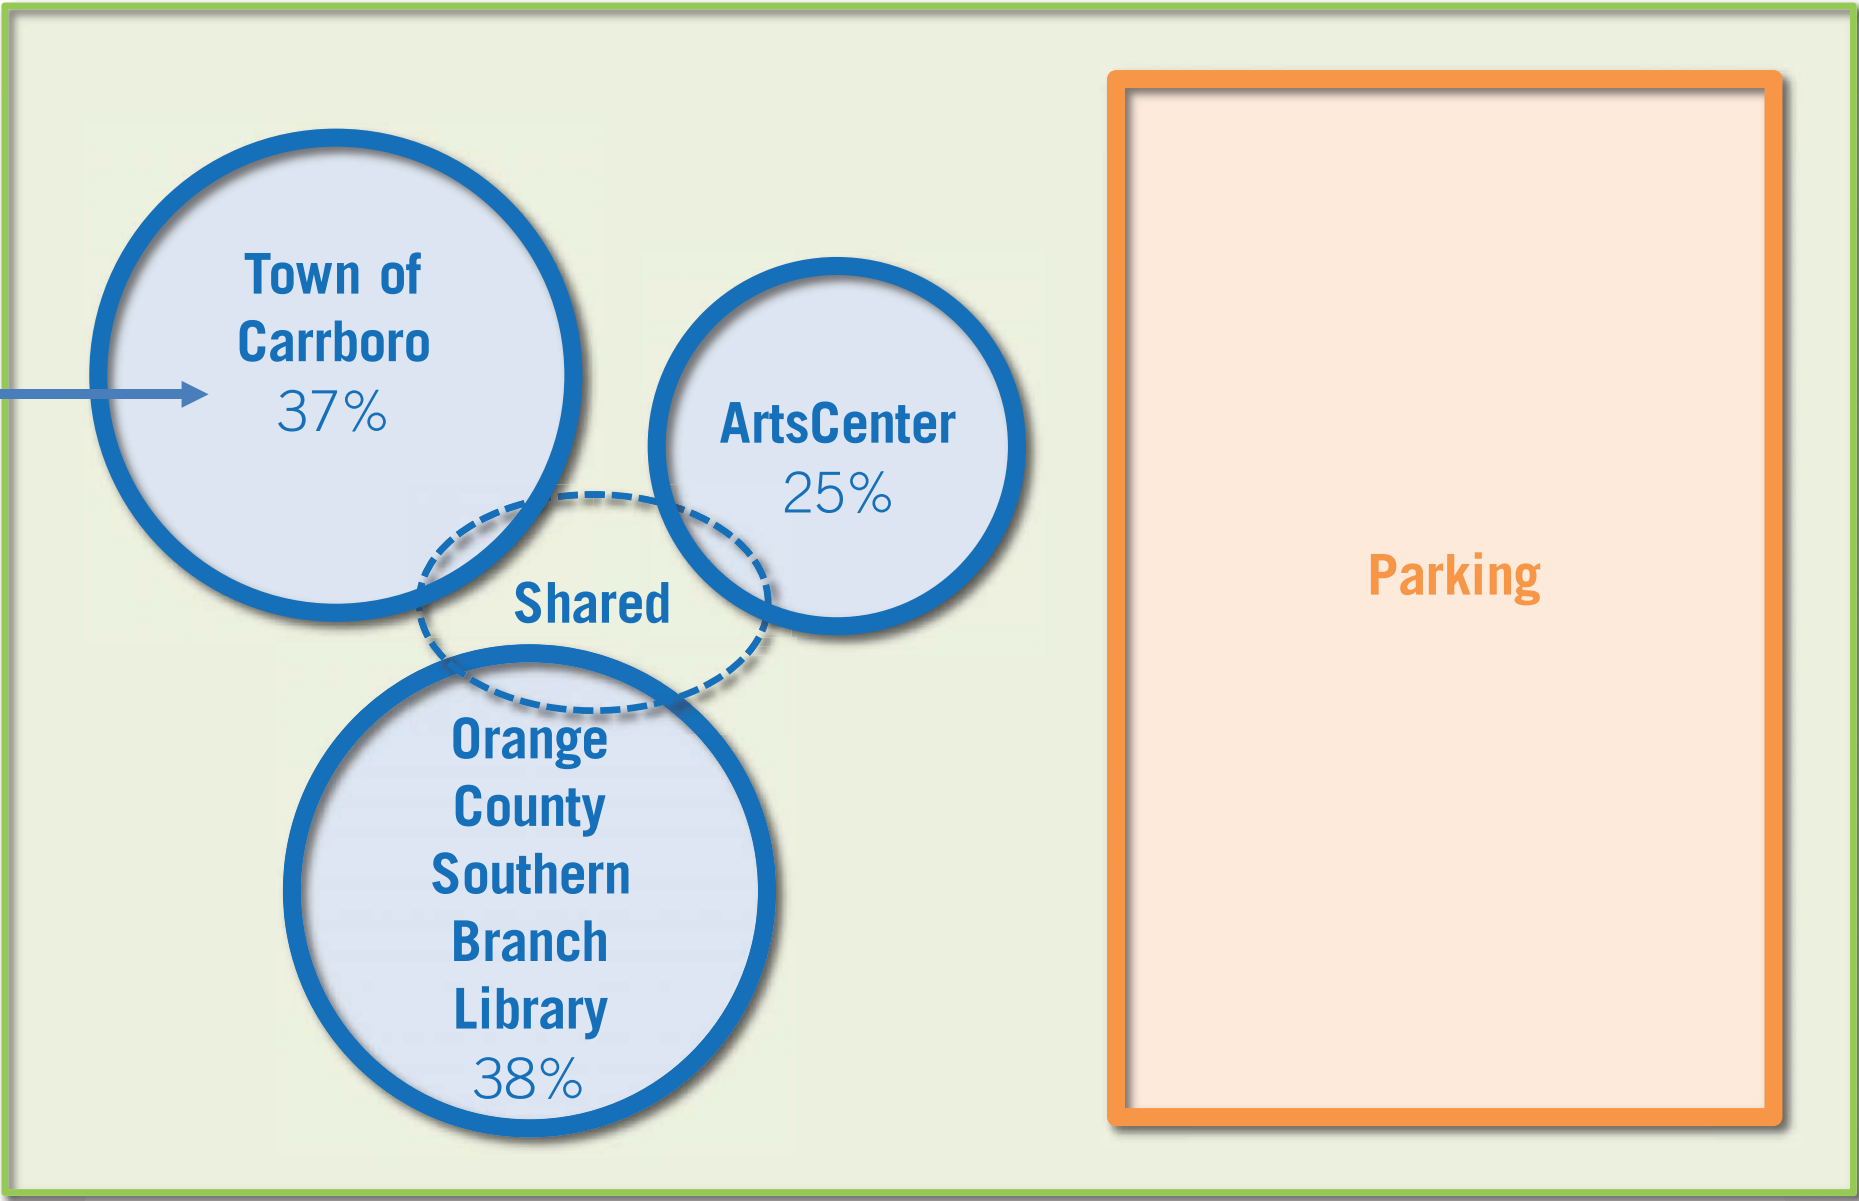 Town of
Carrboro
37%
ArtsCenter
25%
Shared
Orange
County
Southern
Branch
Library
38%
Parking